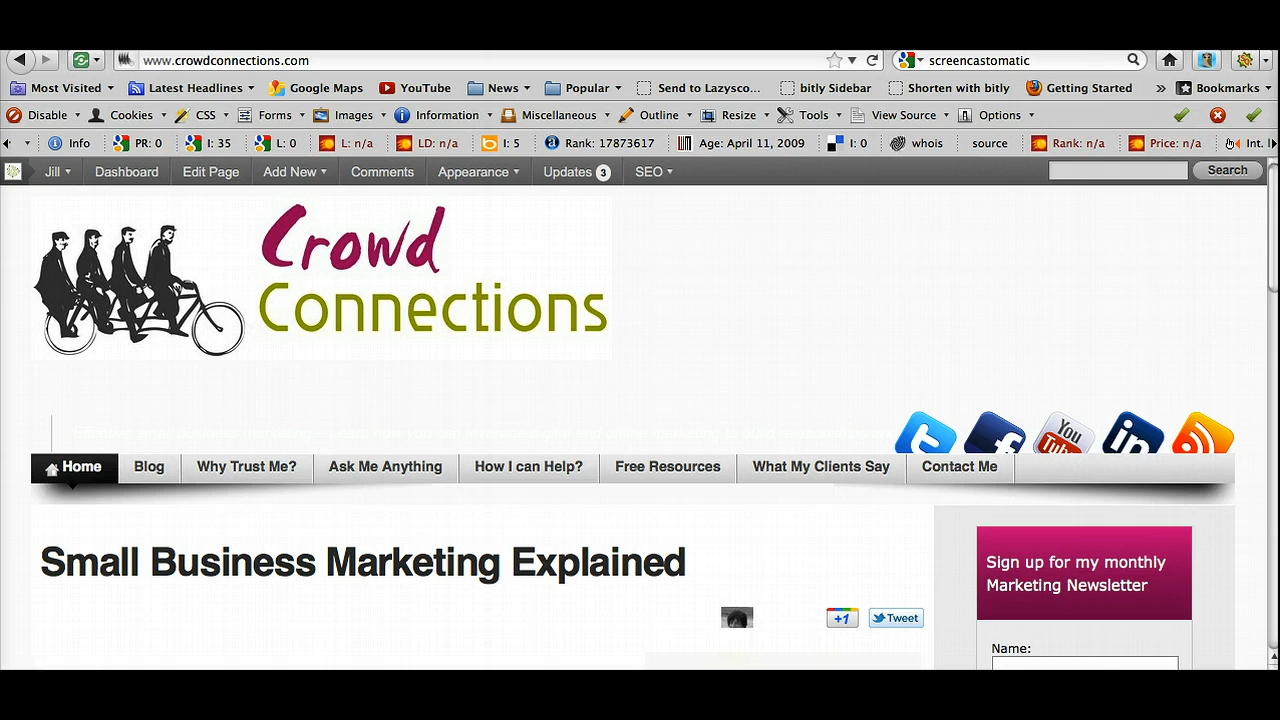 www.crowdconnections.com screencastomatic
Most Visited Latest Headlines Google Maps YouTube News Popular Send to Lazysco... bitly Sidebar Shorten with bitly Getting Started » Bookmarks
Disable Cookies CSS Forms Images Information Miscellaneous Outline Resize Tools View Source Options
Info PR: 0 I: 35 L: 0 L: n/a LD: n/a I: 5 Rank: 17873617 Age: April 11, 2009 I: 0 whois source Rank: n/a Price: n/a Int. l
Jill Dashboard Edit Page Add New Comments Appearance Updates 3 SEO Search
Crowd
Connections
You
Tube
in
Home Blog Why Trust Me? Ask Me Anything How I can Help? Free Resources What My Clients Say Contact Me
Small Business Marketing Explained
Sign up for my monthly
Marketing Newsletter
+1 Tweet
Name: